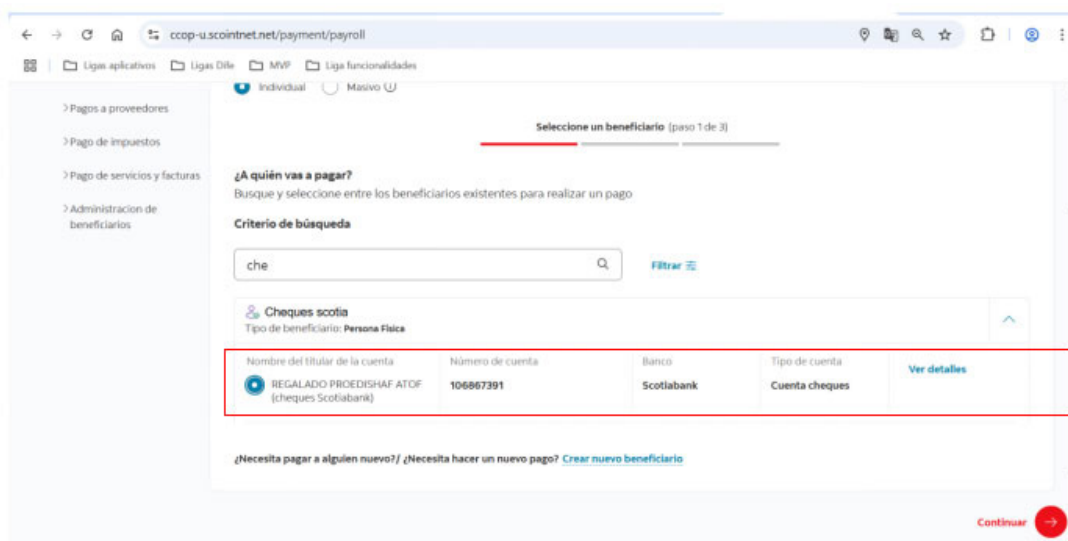 ccop-u.scointnet.net/payment/payroll
Ligas aplicativos Ligas Dife MVP Liga funcionalidades
Individual Masivo
> Pagos a proveedores
> Pago de impuestos
> Pago de servicios y facturas
> Administracion de
beneficiarios
Seleccione un beneficiario (paso 1 de 3)
¿A quién vas a pagar?
Busque y seleccione entre los beneficiarios existentes para realizar un pago
Criterio de búsqueda
che
Filtrar
Cheques scotia
Tipo de beneficiario: Persona Física
Nombre del titular de la cuenta Número de cuenta Banco Tipo de cuenta
REGALADO PROEDISHAF ATOF 106867391 Scotiabank Cuenta cheques Ver detalles
(cheques Scotiabank)
¿Necesita pagar a alguien nuevo?/ ¿Necesita hacer un nuevo pago? Crear nuevo beneficiario
Continuar